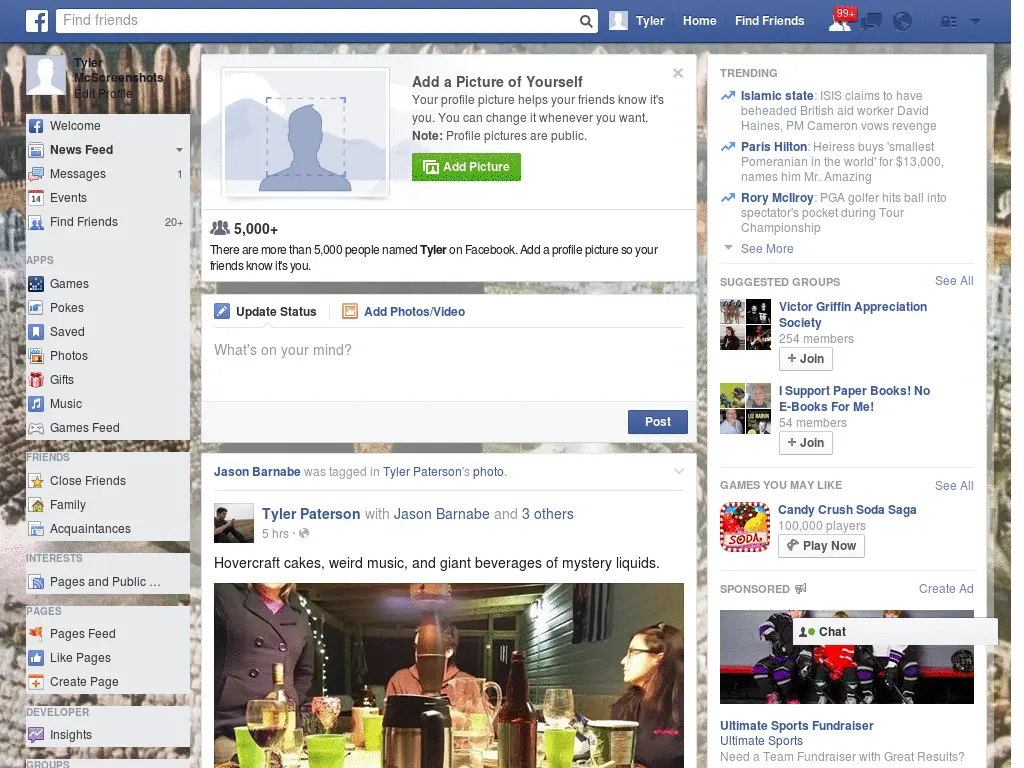 Find friends
Tyler
Home
Find Friends
99+
Tyler
McScreenshots
Edit Profile
Welcome
News Feed
Messages
1
14
Events
Find Friends
20+
APPS
Games
Pokes
Saved
Photos
Gifts
Music
Games Feed
FRIENDS
Close Friends
Family
Acquaintances
INTERESTS
Pages and Public ...
PAGES
Pages Feed
Like Pages
Create Page
DEVELOPER
Insights
GROUPS
Add a Picture of Yourself
Your profile picture helps your friends know it's
you. You can change it whenever you want.
Note: Profile pictures are public.
Add Picture
5,000+
There are more than 5,000 people named Tyler on Facebook. Add a profile picture so your
friends know it's you.
Update Status
Add Photos/Video
What's on your mind?
Post
Jason Barnabe was tagged in Tyler Paterson's photo.
Tyler Paterson with Jason Barnabe and 3 others
5 hrs ·
Hovercraft cakes, weird music, and giant beverages of mystery liquids.
TRENDING
Islamic state: ISIS claims to have
beheaded British aid worker David
Haines, PM Cameron vows revenge
Paris Hilton: Heiress buys 'smallest
Pomeranian in the world' for $13,000,
names him Mr. Amazing
Rory McIlroy: PGA golfer hits ball into
spectator's pocket during Tour
Championship
See More
SUGGESTED GROUPS
See All
Victor Griffin Appreciation
Society
254 members
+ Join
I Support Paper Books! No
E-Books For Me!
54 members
+ Join
GAMES YOU MAY LIKE
See All
SODA
Candy Crush Soda Saga
100,000 players
Play Now
SPONSORED
Create Ad
Chat
Ultimate Sports Fundraiser
Ultimate Sports
Need a Team Fundraiser with Great Results?